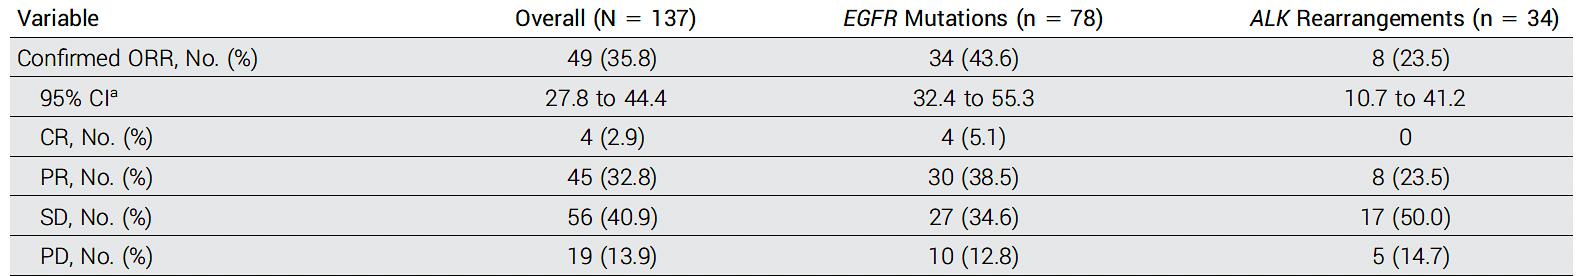 Variable Overall (N = 137) EGFR Mutations (n = 78) ALK Rearrangements (n = 34)
Confirmed ORR, No. (%) 49 (35.8) 34 (43.6) 8 (23.5)
95% CIᵃ 27.8 to 44.4 32.4 to 55.3 10.7 to 41.2
CR, No. (%) 4 (2.9) 4 (5.1) 0
PR, No. (%) 45 (32.8) 30 (38.5) 8 (23.5)
SD, No. (%) 56 (40.9) 27 (34.6) 17 (50.0)
PD, No. (%) 19 (13.9) 10 (12.8) 5 (14.7)